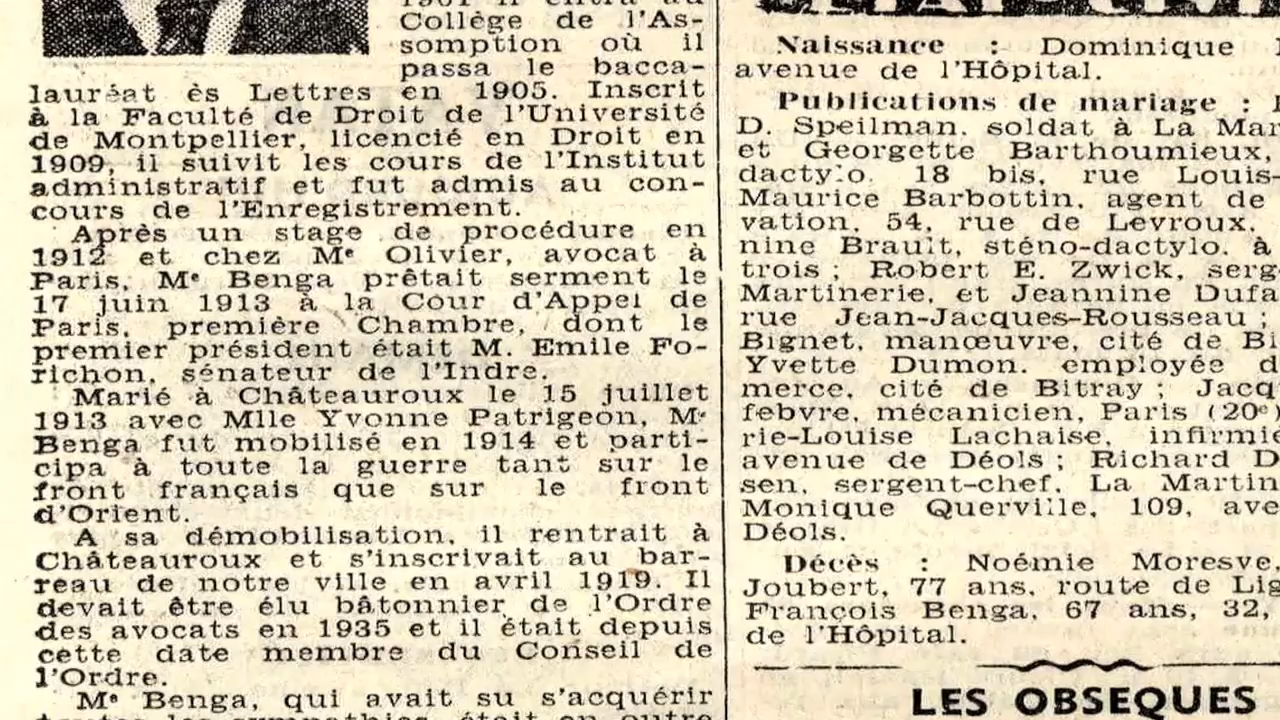 Collège de l'As-
somption où il
passa le bacca-
lauréat ès Lettres en 1905. Inscrit
à la Faculté de Droit de l'Université
de Montpellier, licencié en Droit en
1909, il suivit les cours de l'Institut
administratif et fut admis au con-
cours de l'Enregistrement.
Après un stage de procédure en
1912 et chez Mᵉ Olivier, avocat à
Paris, Mᵉ Benga prêtait serment le
17 juin 1913 à la Cour d'Appel de
Paris, première Chambre, dont le
premier président était M. Emile Fo-
richon, sénateur de l'Indre.
Marié à Châteauroux le 15 juillet
1913 avec Mlle Yvonne Patrigeon, Mᵉ
Benga fut mobilisé en 1914 et parti-
cipa à toute la guerre tant sur le
front français que sur le front
d'Orient.
A sa démobilisation, il rentrait à
Châteauroux et s'inscrivait au bar-
reau de notre ville en avril 1919. Il
devait être élu bâtonnier de l'Ordre
des avocats en 1935 et il était depuis
cette date membre du Conseil de
l'Ordre.
Mᵉ Benga, qui avait su s'acquérir
Naissance : Dominique
avenue de l'Hôpital.
Publications de mariage :
D. Speilman, soldat à La Mar
et Georgette Barthoumieux,
dactylo, 18 bis, rue Louis-
Maurice Barbottin, agent de
vation, 54, rue de Levroux,
nine Brault, sténo-dactylo, à
trois ; Robert E. Zwick, serg
Martinerie, et Jeannine Dufa
rue Jean-Jacques-Rousseau ;
Bignet, manœuvre, cité de Bi
Yvette Dumon, employée d
merce, cité de Bitray ; Jacq
febvre, mécanicien, Paris (20ᵉ)
rie-Louise Lachaise, infirmiè
avenue de Déols ; Richard D
sen, sergent-chef, La Martin
Monique Querville, 109, ave
Déols.
Décès : Noémie Moresve,
Joubert, 77 ans, route de Lig
François Benga, 67 ans, 32,
de l'Hôpital.
LES OBSEQUES